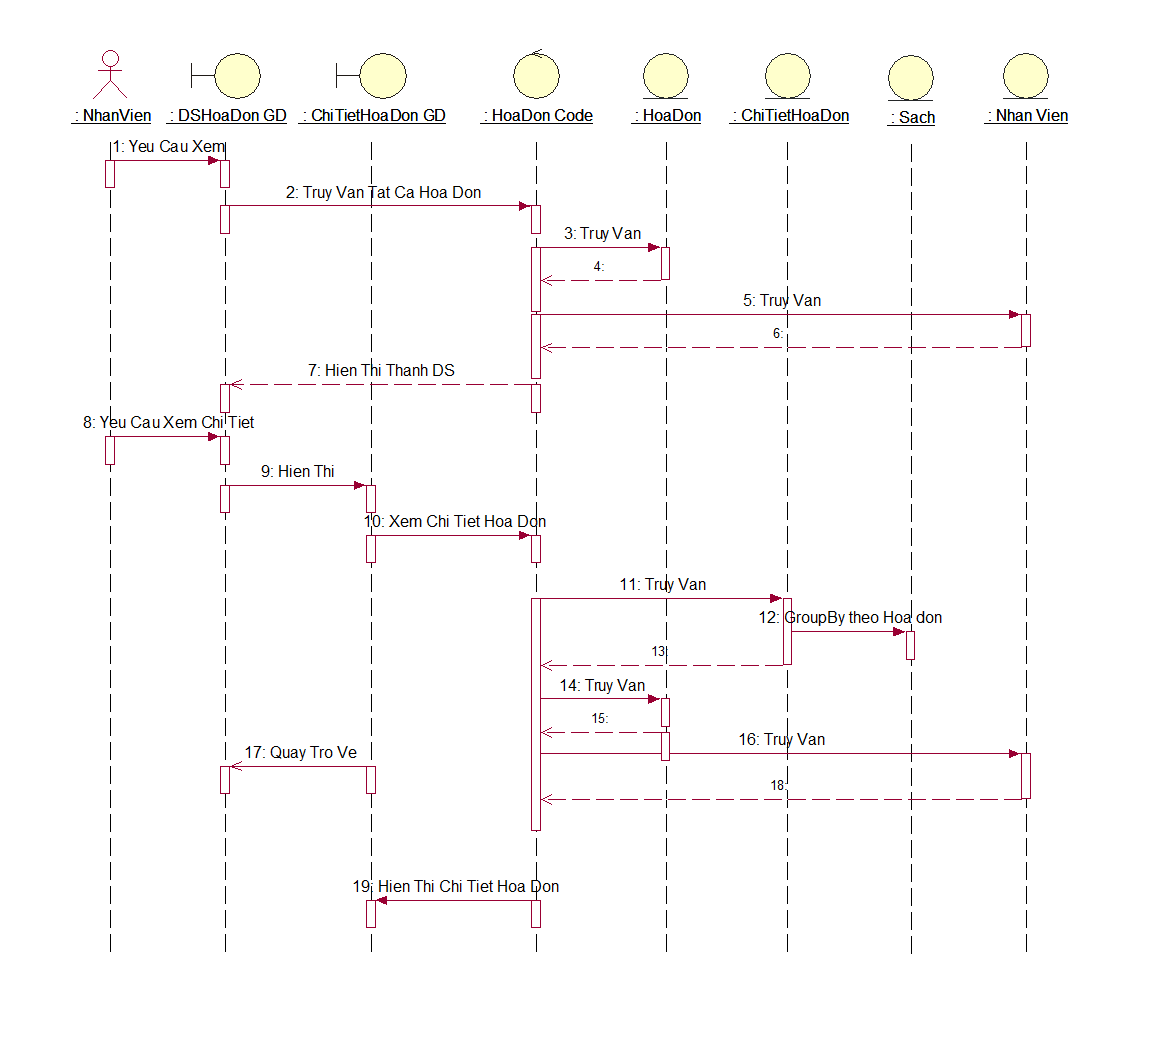 : NhanVien
: DSHoaDon GD
: ChiTietHoaDon GD
: HoaDon Code
: HoaDon
: ChiTietHoaDon
: Sach
: Nhan Vien
1: Yeu Cau Xem
2: Truy Van Tat Ca Hoa Don
3: Truy Van
4:
5: Truy Van
6:
7: Hien Thi Thanh DS
8: Yeu Cau Xem Chi Tiet
9: Hien Thi
10: Xem Chi Tiet Hoa Don
11: Truy Van
12: GroupBy theo Hoa don
13:
14: Truy Van
15:
16: Truy Van
17: Quay Tro Ve
18:
19: Hien Thi Chi Tiet Hoa Don